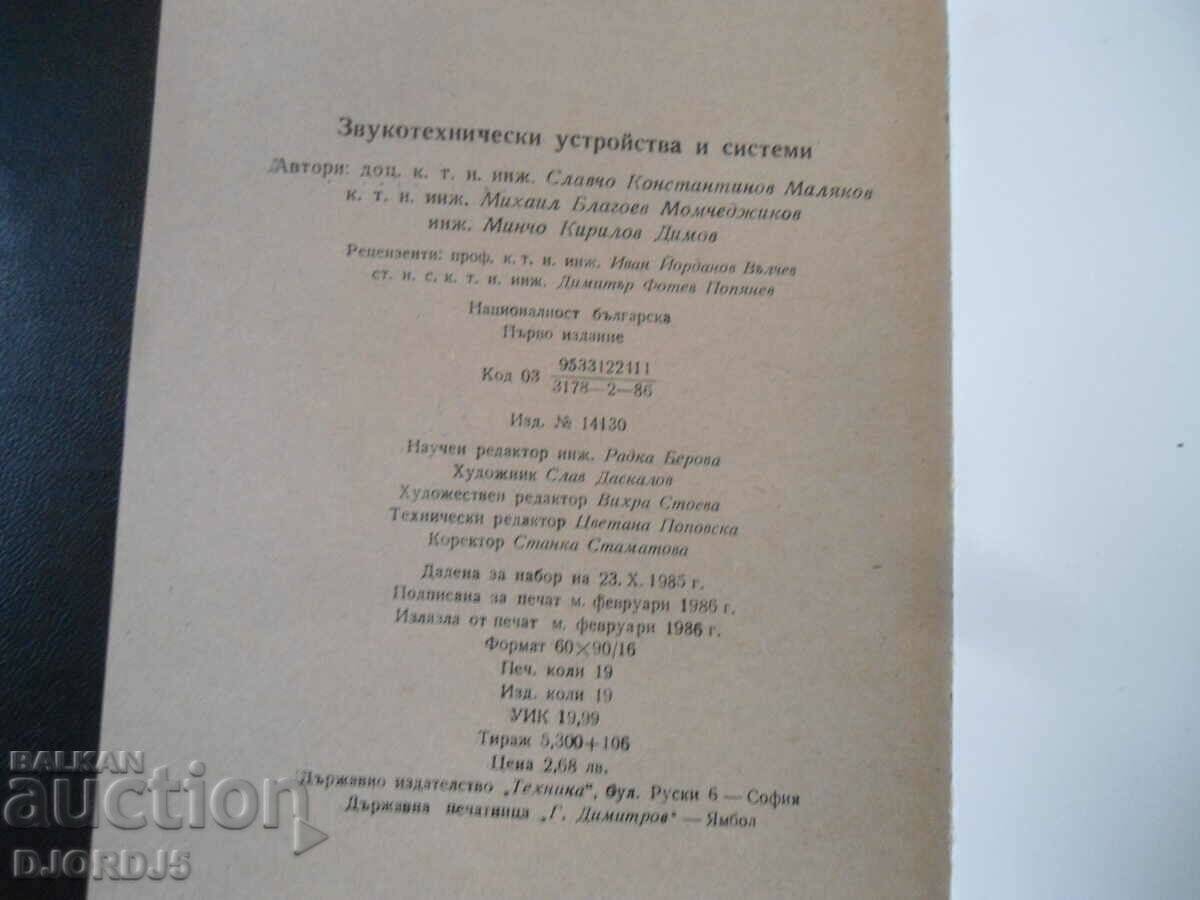 Звукотехнически устройства и системи
Автори: доц. к. т. н. инж. Славчо Константинов Маляков
к. т. н. инж. Михаил Благоев Момчеджиков
инж. Минчо Кирилов Димов
Рецензенти: проф. к. т. н. инж. Иван Йорданов Вълчев
ст. н. с. к. т. н. инж. Димитър Фотев Попянев
Националност българска
Първо издание
Код 03 9533122411
3178—2—86
Изд. № 14130
Научен редактор инж. Радка Берова
Художник Слав Даскалов
Художествен редактор Вихра Стоева
Технически редактор Цветана Поповска
Коректор Станка Стаматова
Дадена за набор на 23. X. 1985 г.
Подписана за печат м. февруари 1986 г.
Излязла от печат м. февруари 1986 г.
Формат 60×90/16
Печ. коли 19
Изд. коли 19
УИК 19,99
Тираж 5,300+106
Цена 2,68 лв.
Държавно издателство „Техника“, бул. Руски 6 — София
Държавна печатница „Г. Димитров“ — Ямбол
BALKAN
auction
DJORDJ5